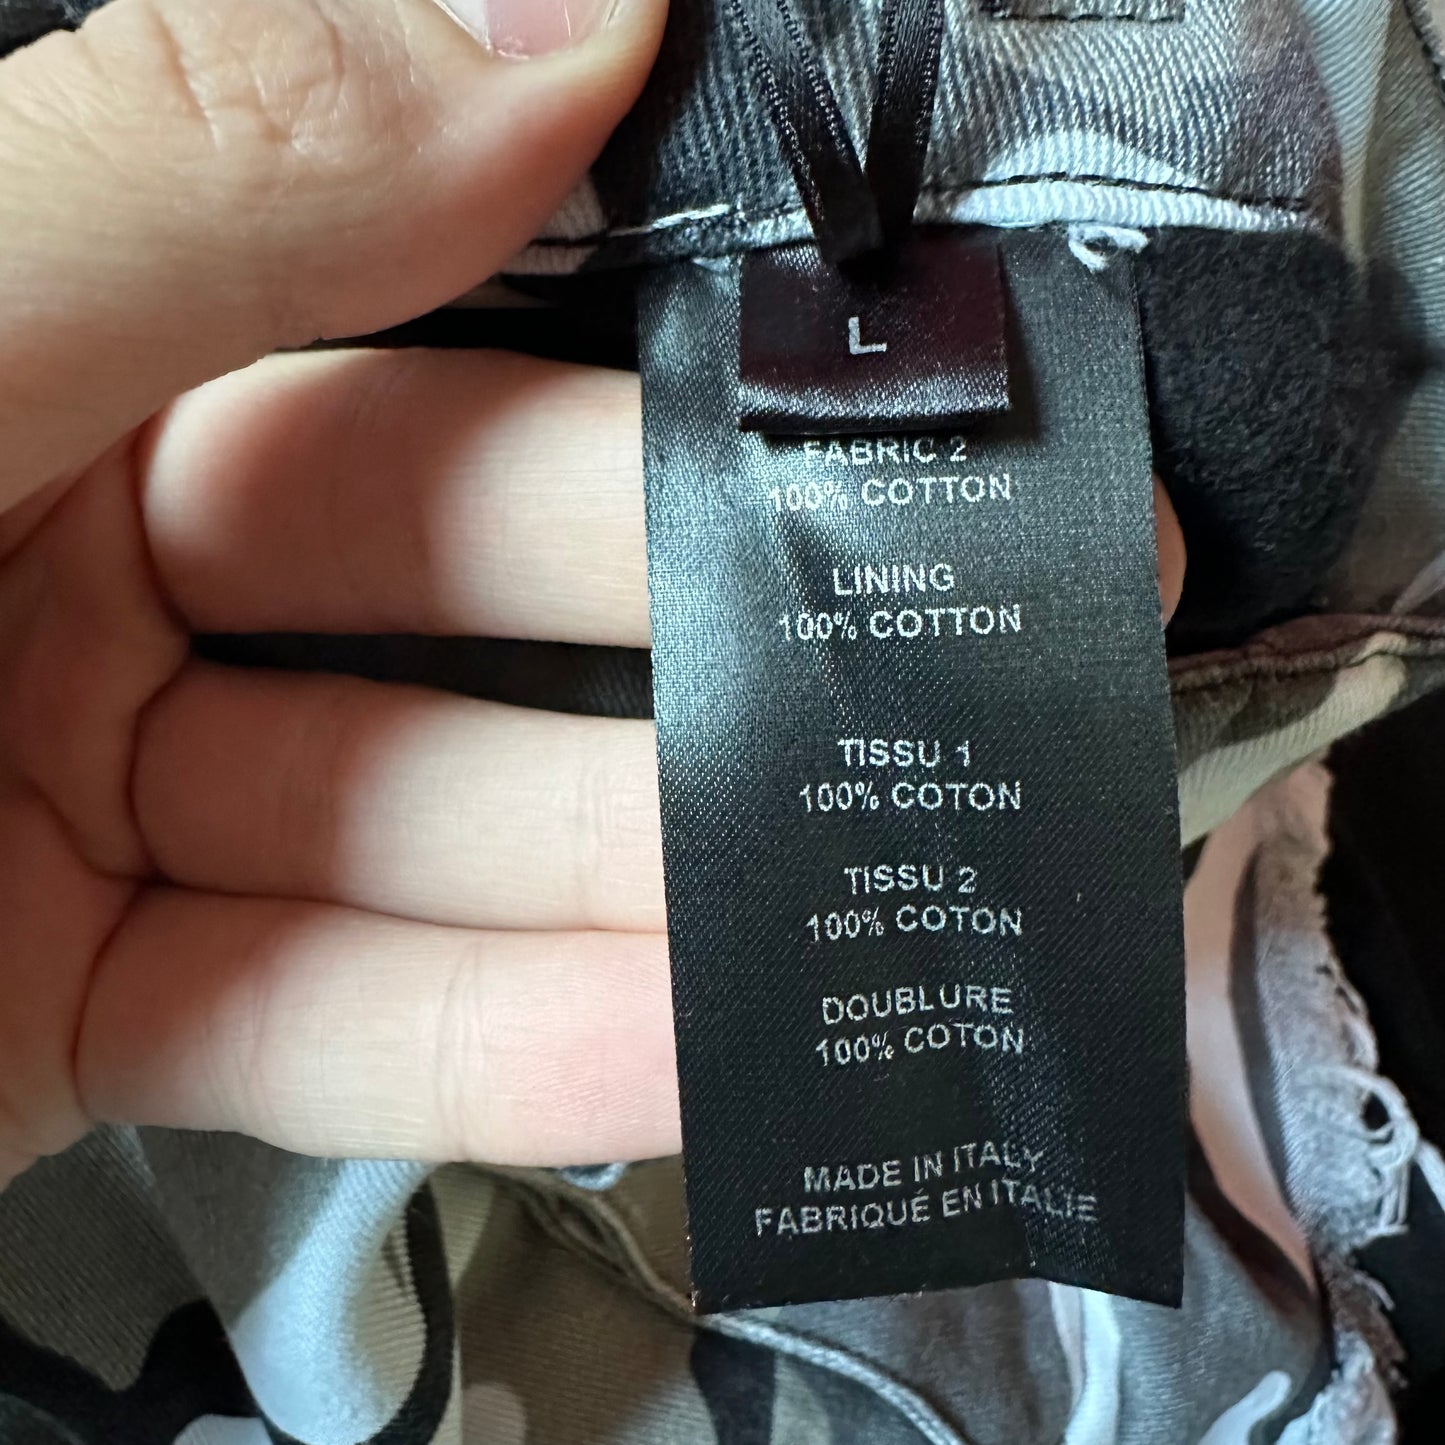 L
FABRIC 2
100% COTTON
LINING
100% COTTON
TISSU 1
100% COTON
TISSU 2
100% COTON
DOUBLURE
100% COTON
MADE IN ITALY
FABRIQUÉ EN ITALIE